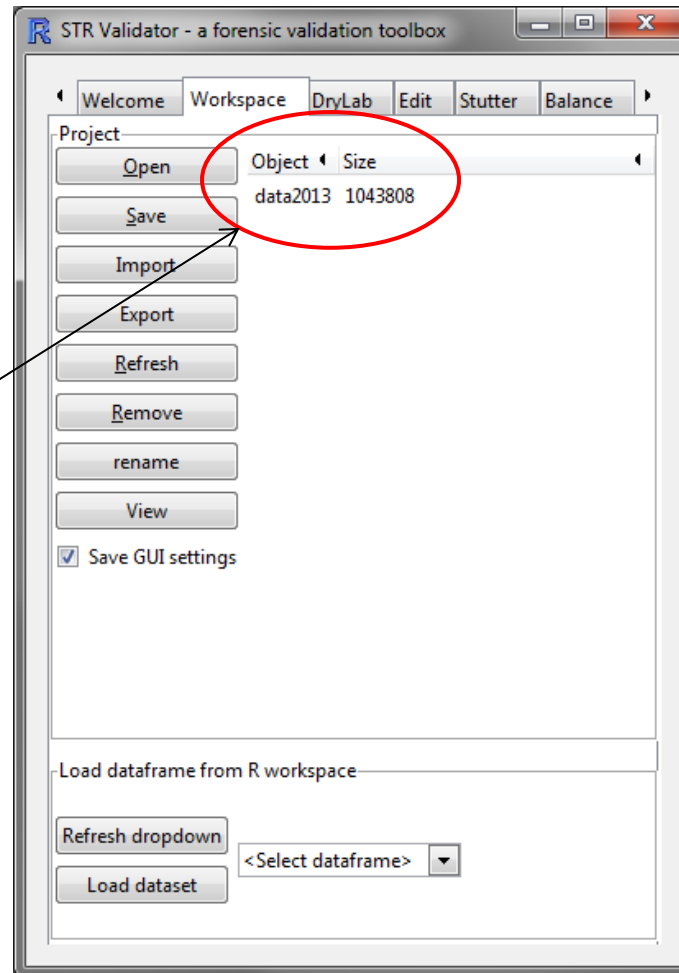 STR Validator - a forensic validation toolbox
Welcome Workspace DryLab Edit Stutter Balance
Project
Open
Object Size
data2013 1043808
Save
Import
Export
Refresh
Remove
rename
View
Save GUI settings
Load dataframe from R workspace
Refresh dropdown
<Select dataframe>
Load dataset